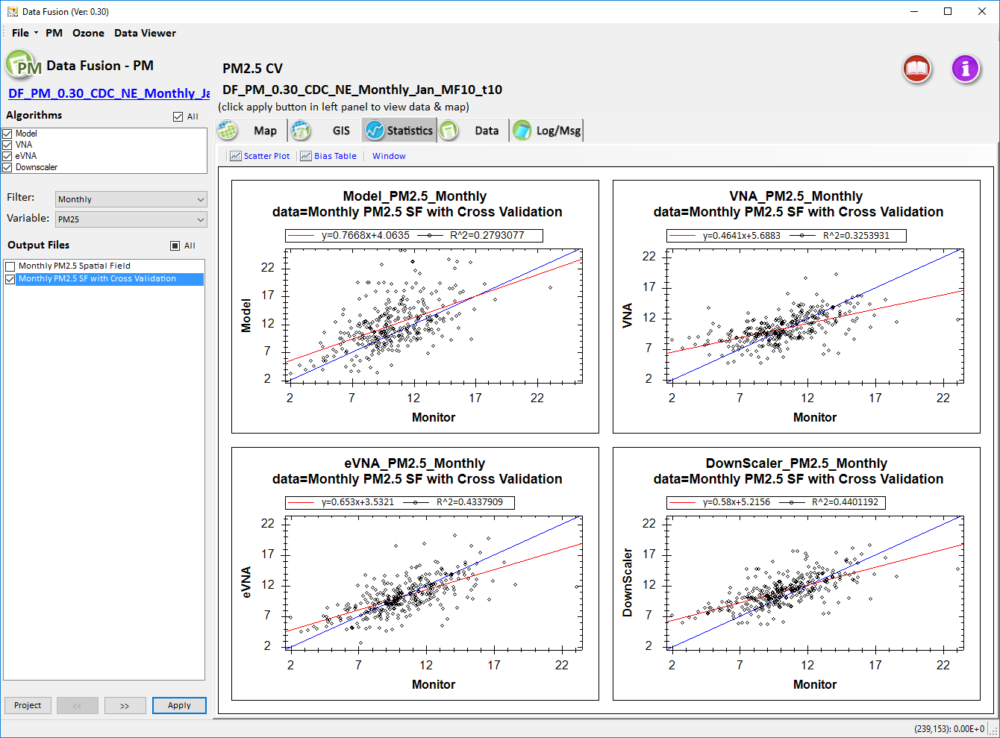 Data Fusion (Ver: 0.30)
File PM Ozone Data Viewer
PM Data Fusion - PM
DF_PM_0.30_CDC_NE_Monthly_Ja
Algorithms All
Model
VNA
eVNA
Downscaler
Filter: Monthly
Variable: PM25
Output Files All
Monthly PM2.5 Spatial Field
Monthly PM2.5 SF with Cross Validation
Project << >> Apply
PM2.5 CV
DF_PM_0.30_CDC_NE_Monthly_Jan_MF10_t10
(click apply button in left panel to view data & map)
Map GIS Statistics Data Log/Msg
Scatter Plot Bias Table Window
Model_PM2.5_Monthly
data=Monthly PM2.5 SF with Cross Validation
y=0.7668x+4.0635 R^2=0.2793077
22
17
12
7
2
Model
2 7 12 17 22
Monitor
VNA_PM2.5_Monthly
data=Monthly PM2.5 SF with Cross Validation
y=0.4641x+5.6883 R^2=0.3253931
22
17
12
7
2
VNA
2 7 12 17 22
Monitor
eVNA_PM2.5_Monthly
data=Monthly PM2.5 SF with Cross Validation
y=0.653x+3.5321 R^2=0.4337909
22
17
12
7
2
eVNA
2 7 12 17 22
Monitor
DownScaler_PM2.5_Monthly
data=Monthly PM2.5 SF with Cross Validation
y=0.58x+5.2156 R^2=0.4401192
22
17
12
7
2
DownScaler
2 7 12 17 22
Monitor
(239,153): 0.00E+0